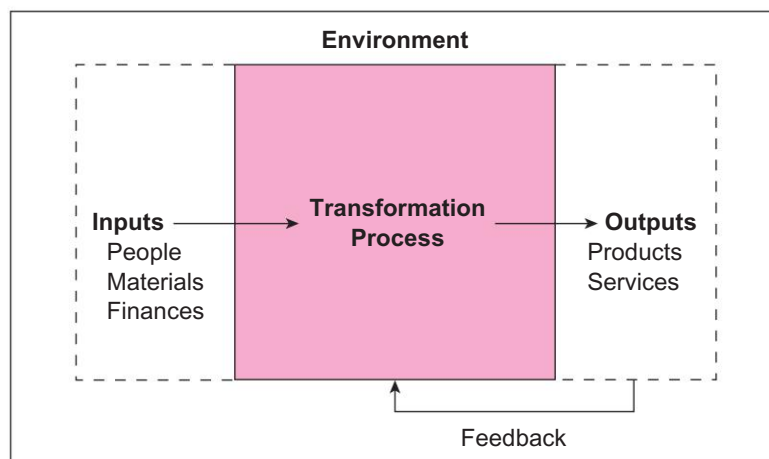 Environment
Inputs
People
Materials
Finances
Transformation
Process
Outputs
Products
Services
Feedback